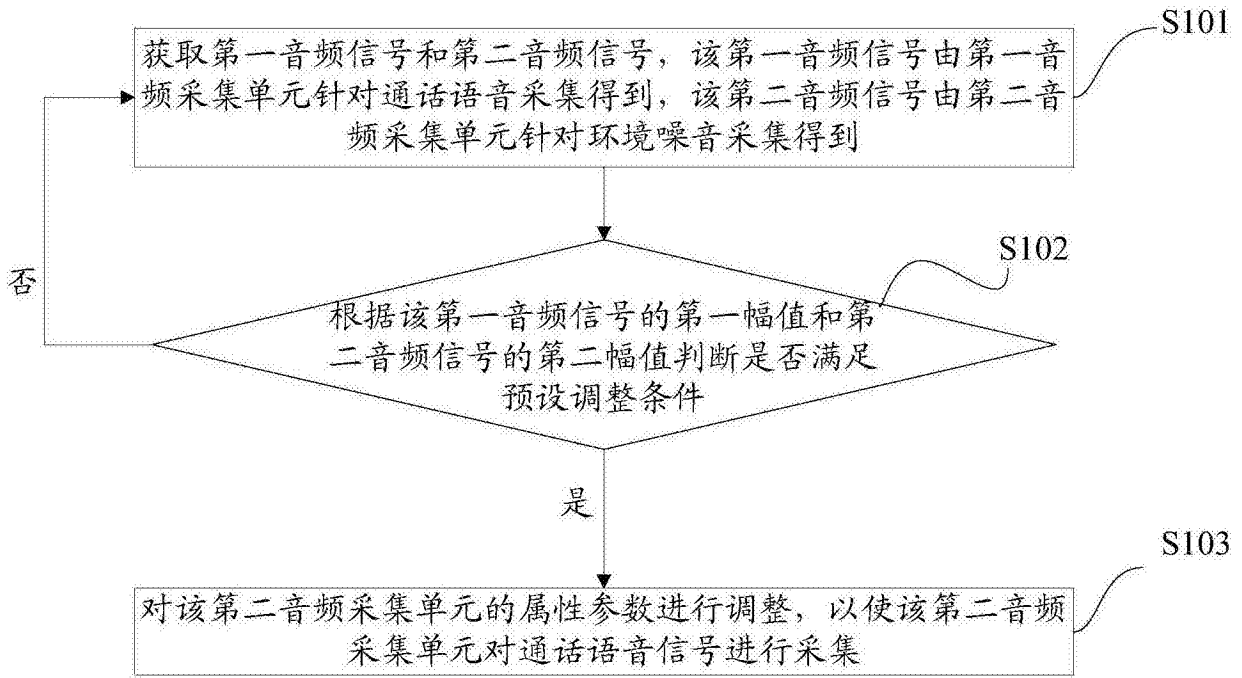 S101
获取第一音频信号和第二音频信号，该第一音频信号由第一音
频采集单元针对通话语音采集得到，该第二音频信号由第二音
频采集单元针对环境噪音采集得到
S102
否
根据该第一音频信号的第一幅值和第
二音频信号的第二幅值判断是否满足
预设调整条件
是
S103
对该第二音频采集单元的属性参数进行调整，以使该第二音频
采集单元对通话语音信号进行采集